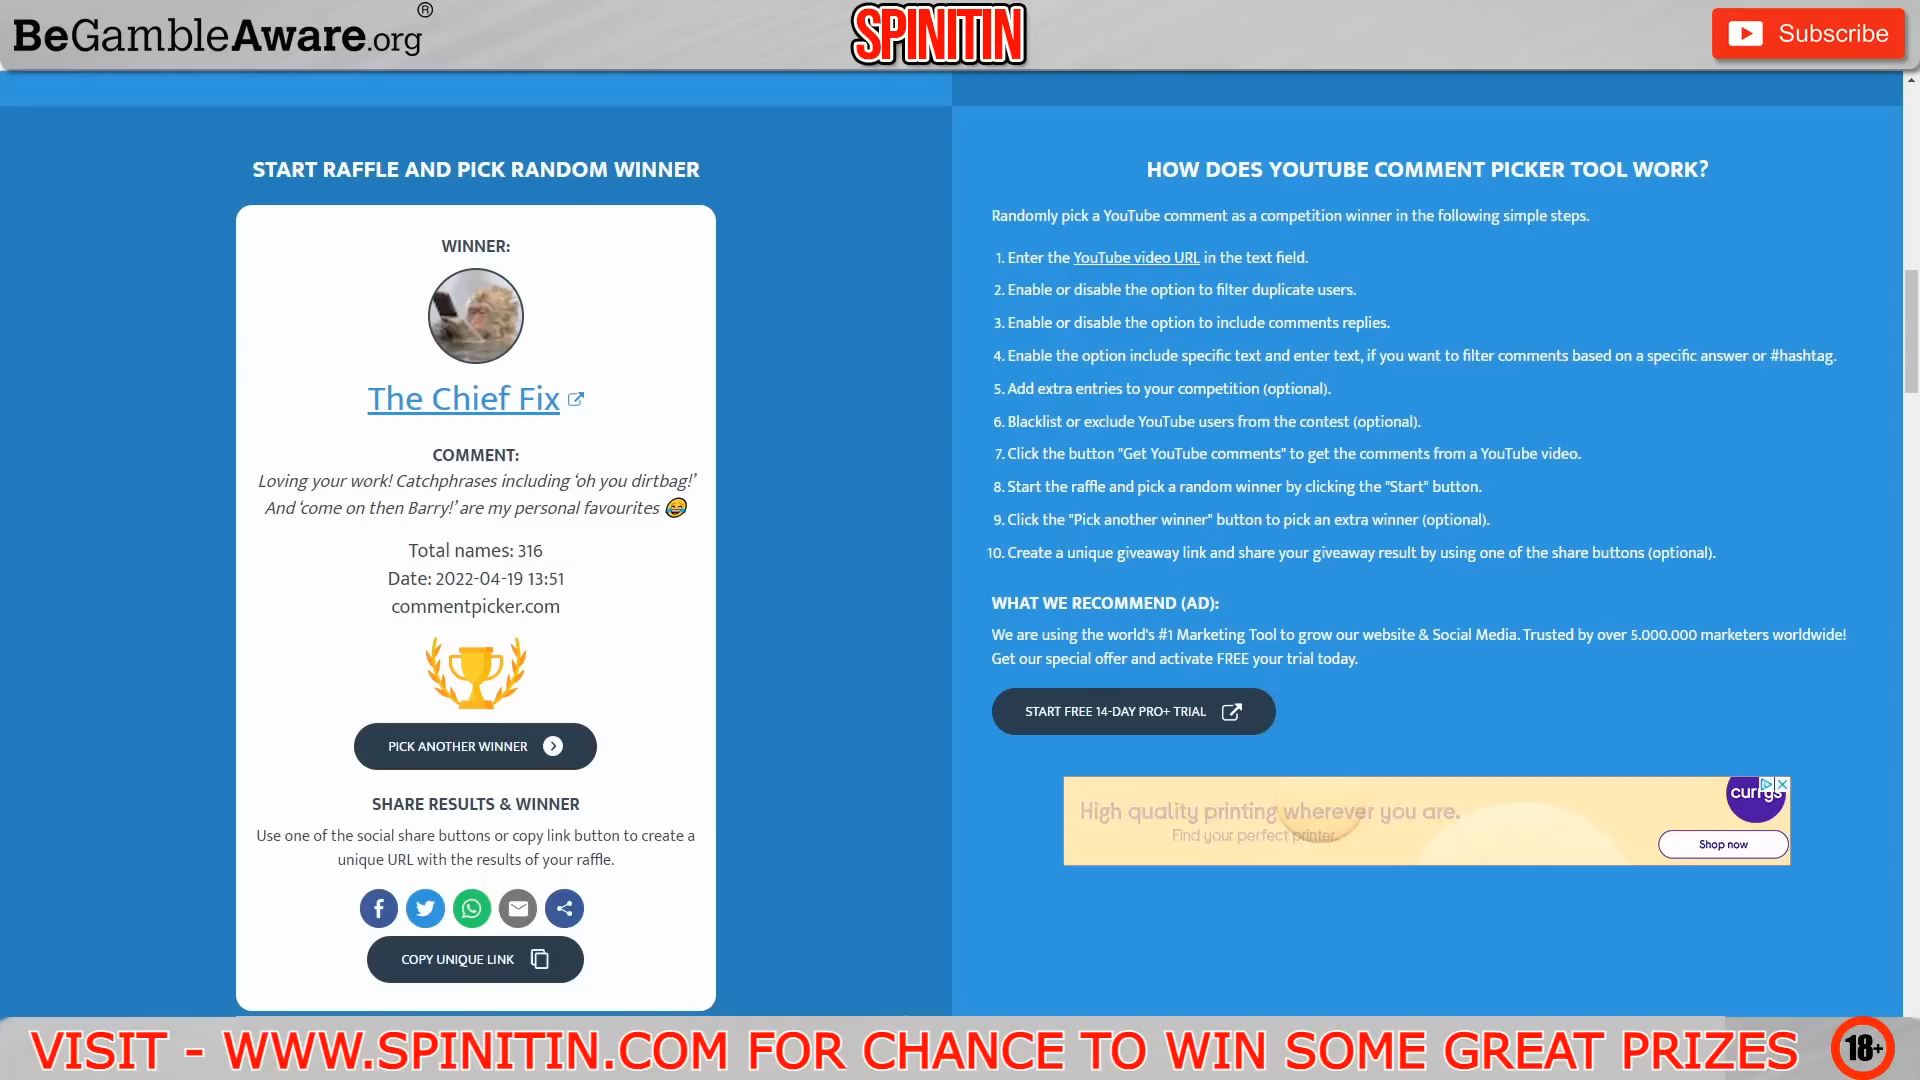 BeGambleAware.org®
SPINITIN
Subscribe
START RAFFLE AND PICK RANDOM WINNER
WINNER:
The Chief Fix
COMMENT:
Loving your work! Catchphrases including ‘oh you dirtbag!’
And ‘come on then Barry!’ are my personal favourites 😂
Total names: 316
Date: 2022-04-19 13:51
commentpicker.com
PICK ANOTHER WINNER
SHARE RESULTS & WINNER
Use one of the social share buttons or copy link button to create a
unique URL with the results of your raffle.
COPY UNIQUE LINK
HOW DOES YOUTUBE COMMENT PICKER TOOL WORK?
Randomly pick a YouTube comment as a competition winner in the following simple steps.
1. Enter the YouTube video URL in the text field.
2. Enable or disable the option to filter duplicate users.
3. Enable or disable the option to include comments replies.
4. Enable the option include specific text and enter text, if you want to filter comments based on a specific answer or #hashtag.
5. Add extra entries to your competition (optional).
6. Blacklist or exclude YouTube users from the contest (optional).
7. Click the button "Get YouTube comments" to get the comments from a YouTube video.
8. Start the raffle and pick a random winner by clicking the "Start" button.
9. Click the "Pick another winner" button to pick an extra winner (optional).
10. Create a unique giveaway link and share your giveaway result by using one of the share buttons (optional).
WHAT WE RECOMMEND (AD):
We are using the world's #1 Marketing Tool to grow our website & Social Media. Trusted by over 5.000.000 marketers worldwide!
Get our special offer and activate FREE your trial today.
START FREE 14-DAY PRO+ TRIAL
High quality printing wherever you are.
Find your perfect printer.
currys
Shop now
VISIT - WWW.SPINITIN.COM FOR CHANCE TO WIN SOME GREAT PRIZES
18+